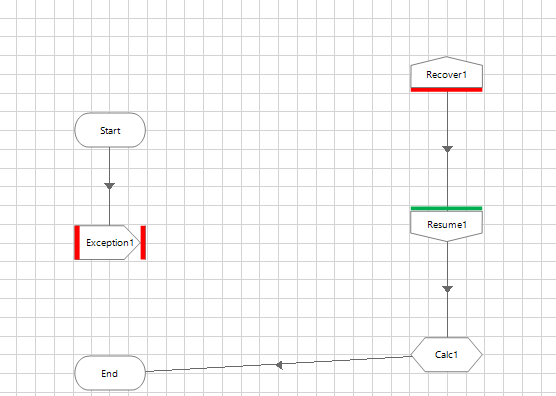 Recover1
Start
Resume1
Exception1
Calc1
End